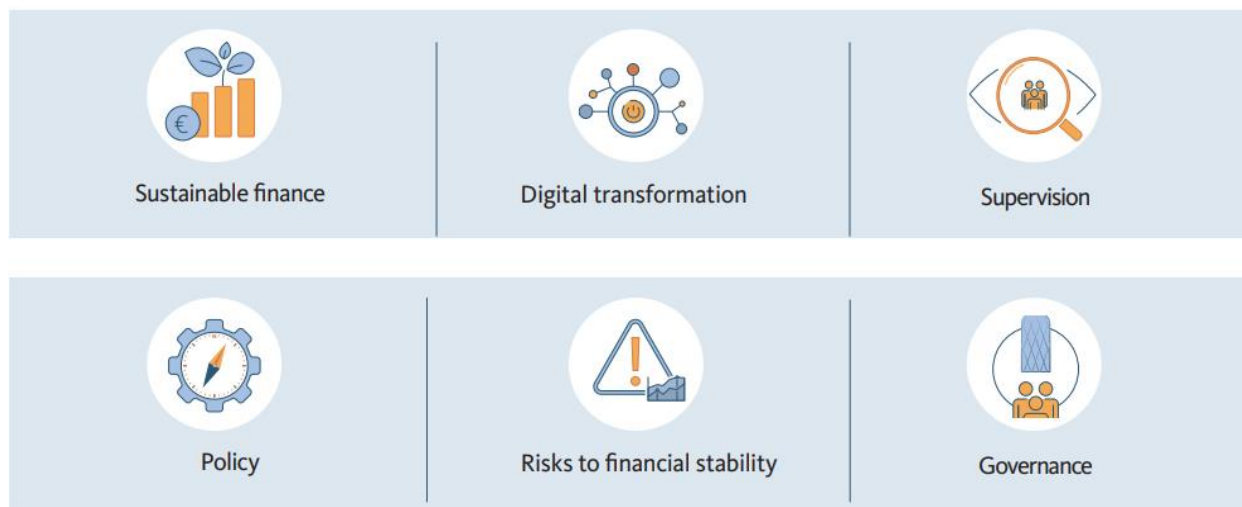 €
Sustainable finance
Digital transformation
Supervision
Policy
Risks to financial stability
Governance